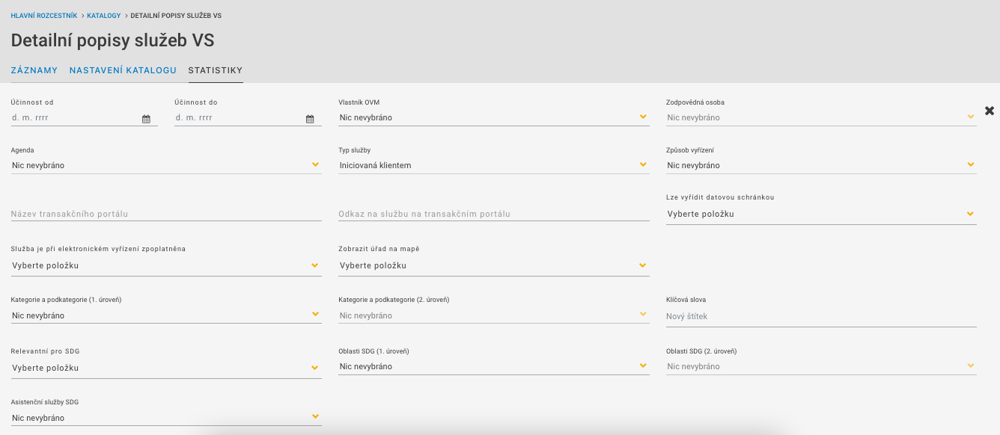 HLAVNÍ ROZCESTNÍK > KATALOGY > DETAILNÍ POPISY SLUŽEB VS
Detailní popisy služeb VS
ZÁZNAMY NASTAVENÍ KATALOGU STATISTIKY
Účinnost od Účinnost do Vlastník OVM Zodpovědná osoba
d. m. rrrr d. m. rrrr Nic nevybráno Nic nevybráno
Agenda Typ služby Způsob vyřízení
Nic nevybráno Iniciovaná klientem Nic nevybráno
Lze vyřídit datovou schránkou
Název transakčního portálu Odkaz na službu na transakčním portálu Vyberte položku
Služba je při elektronickém vyřízení zpoplatněna Zobrazit úřad na mapě
Vyberte položku Vyberte položku
Kategorie a podkategorie (1. úroveň) Kategorie a podkategorie (2. úroveň) Klíčová slova
Nic nevybráno Nic nevybráno Nový štítek
Relevantní pro SDG Oblasti SDG (1. úroveň) Oblasti SDG (2. úroveň)
Vyberte položku Nic nevybráno Nic nevybráno
Asistenční služby SDG
Nic nevybráno